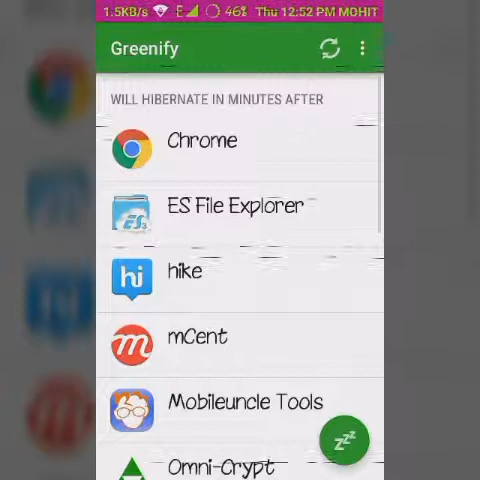 1.5KB/s E 46% Thu 12:52 PM MOHIT
Greenify
WILL HIBERNATE IN MINUTES AFTER
Chrome
ES File Explorer
hike
mCent
Mobileuncle Tools
Omni-Crypt